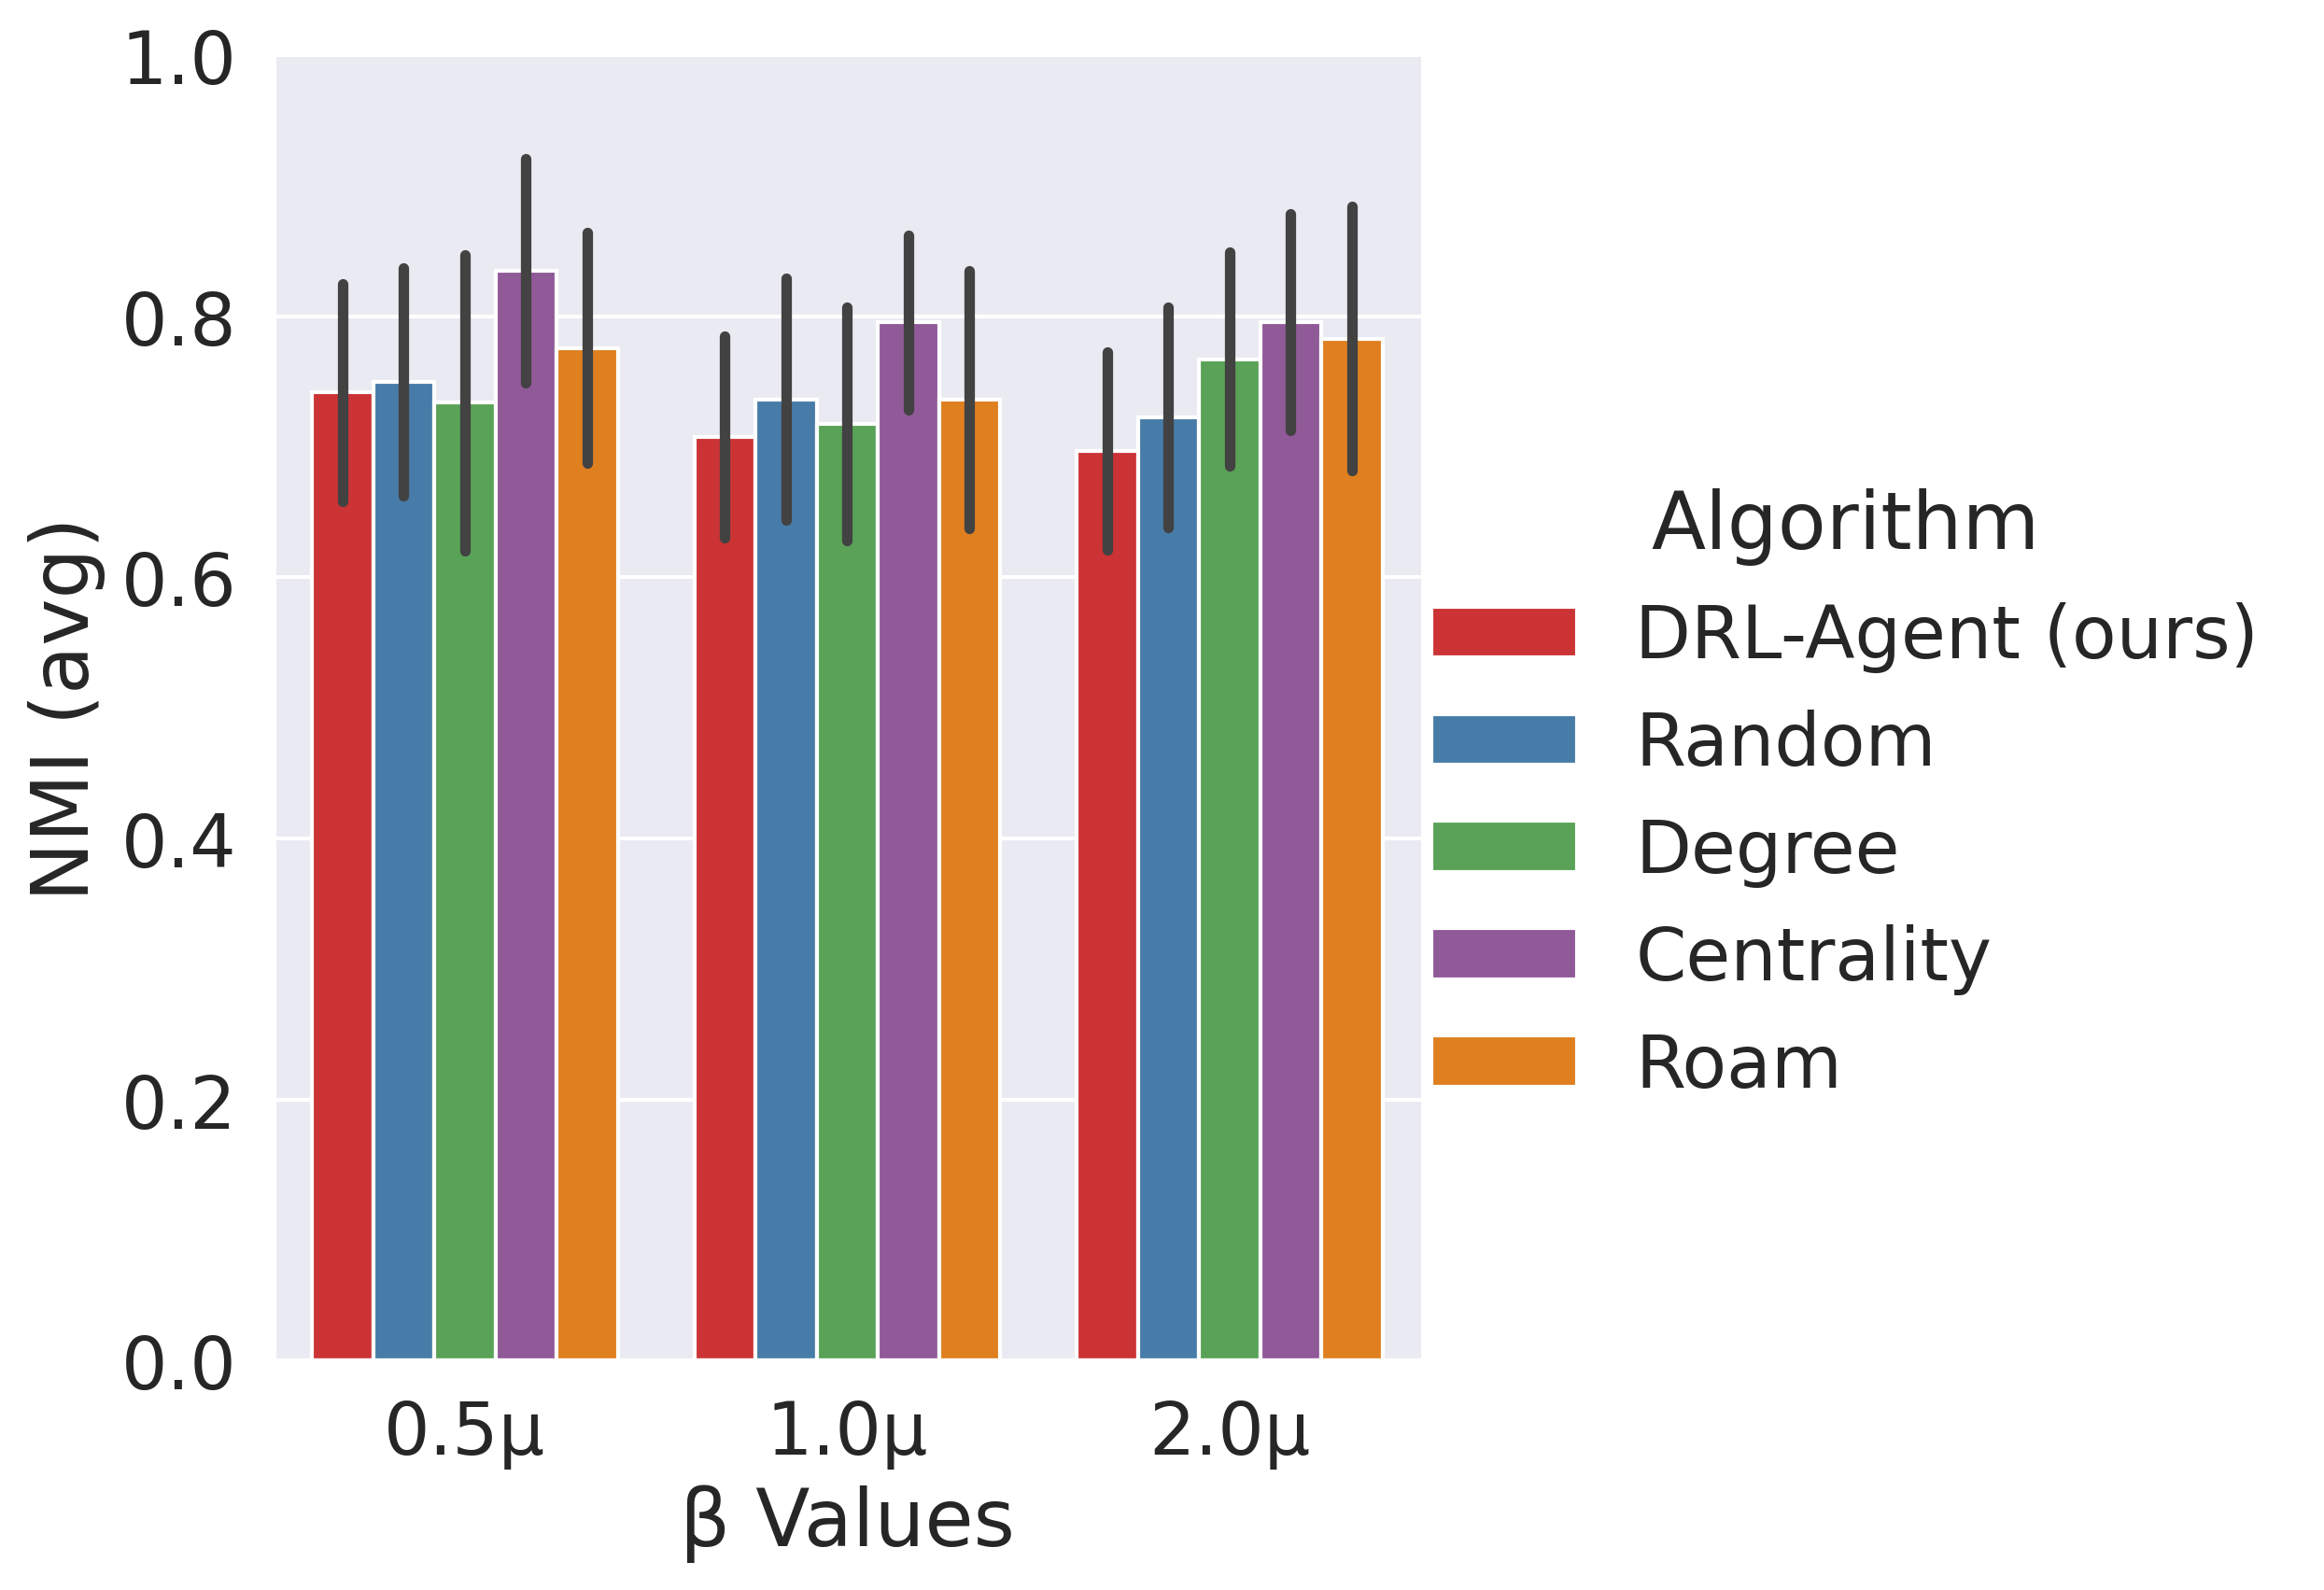 1.0
0.8
0.6
0.4
0.2
0.0
NMI (avg)
0.5μ 1.0μ 2.0μ
β Values
Algorithm
DRL-Agent (ours)
Random
Degree
Centrality
Roam